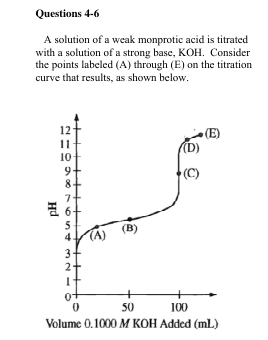 Questions 4-6
A solution of a weak monprotic acid is titrated
with a solution of a strong base, KOH. Consider
the points labeled (A) through (E) on the titration
curve that results, as shown below.
12
11
10
9
8
7
6
5
4
3
2
1
0
pH
(A)
(B)
(C)
(D)
(E)
0 50 100
Volume 0.1000 M KOH Added (mL)